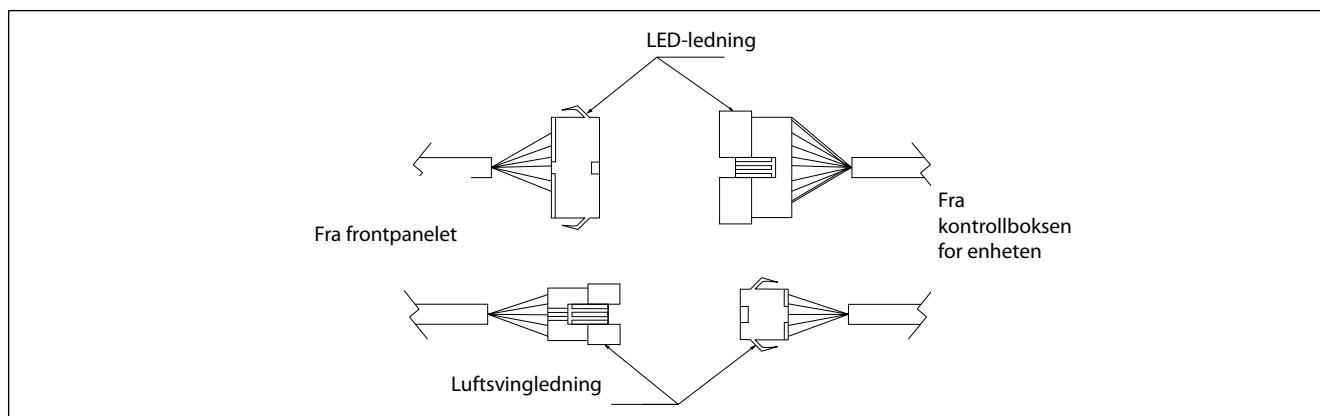 LED-ledning
Fra frontpanelet
Fra
kontrollboksen
for enheten
Luftsvingledning